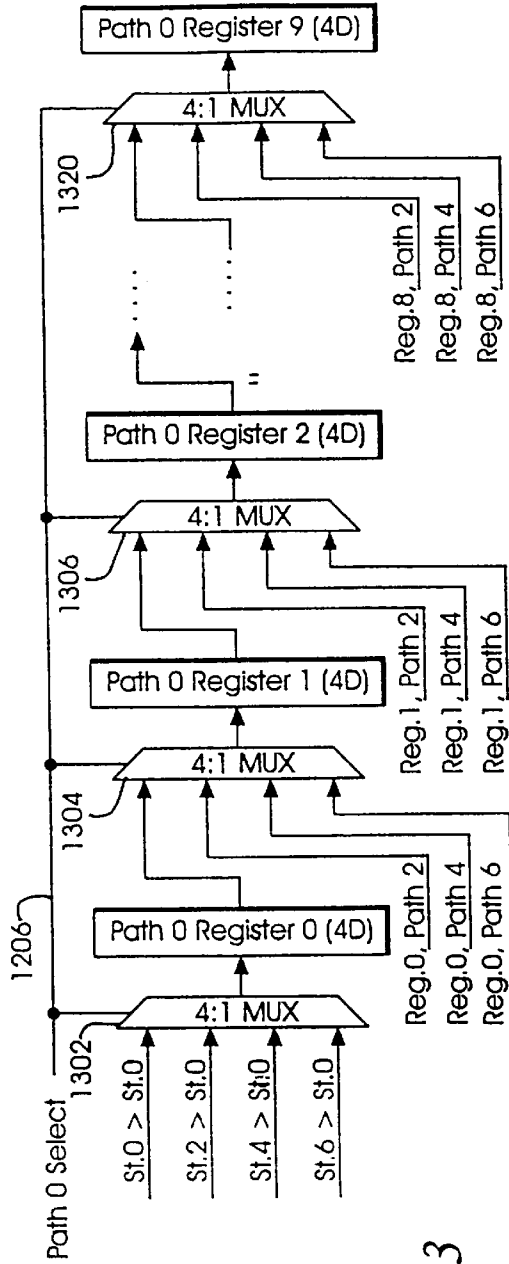 Path 0 Select
1206
1302
4:1 MUX
St.0 > St.0
St.2 > St.0
St.4 > St.0
St.6 > St.0
Path 0 Register 0 (4D)
1304
4:1 MUX
Reg.0, Path 2
Reg.0, Path 4
Reg.0, Path 6
Path 0 Register 1 (4D)
1306
4:1 MUX
Reg.1, Path 2
Reg.1, Path 4
Reg.1, Path 6
Path 0 Register 2 (4D)
1320
4:1 MUX
Reg.8, Path 2
Reg.8, Path 4
Reg.8, Path 6
Path 0 Register 9 (4D)
3